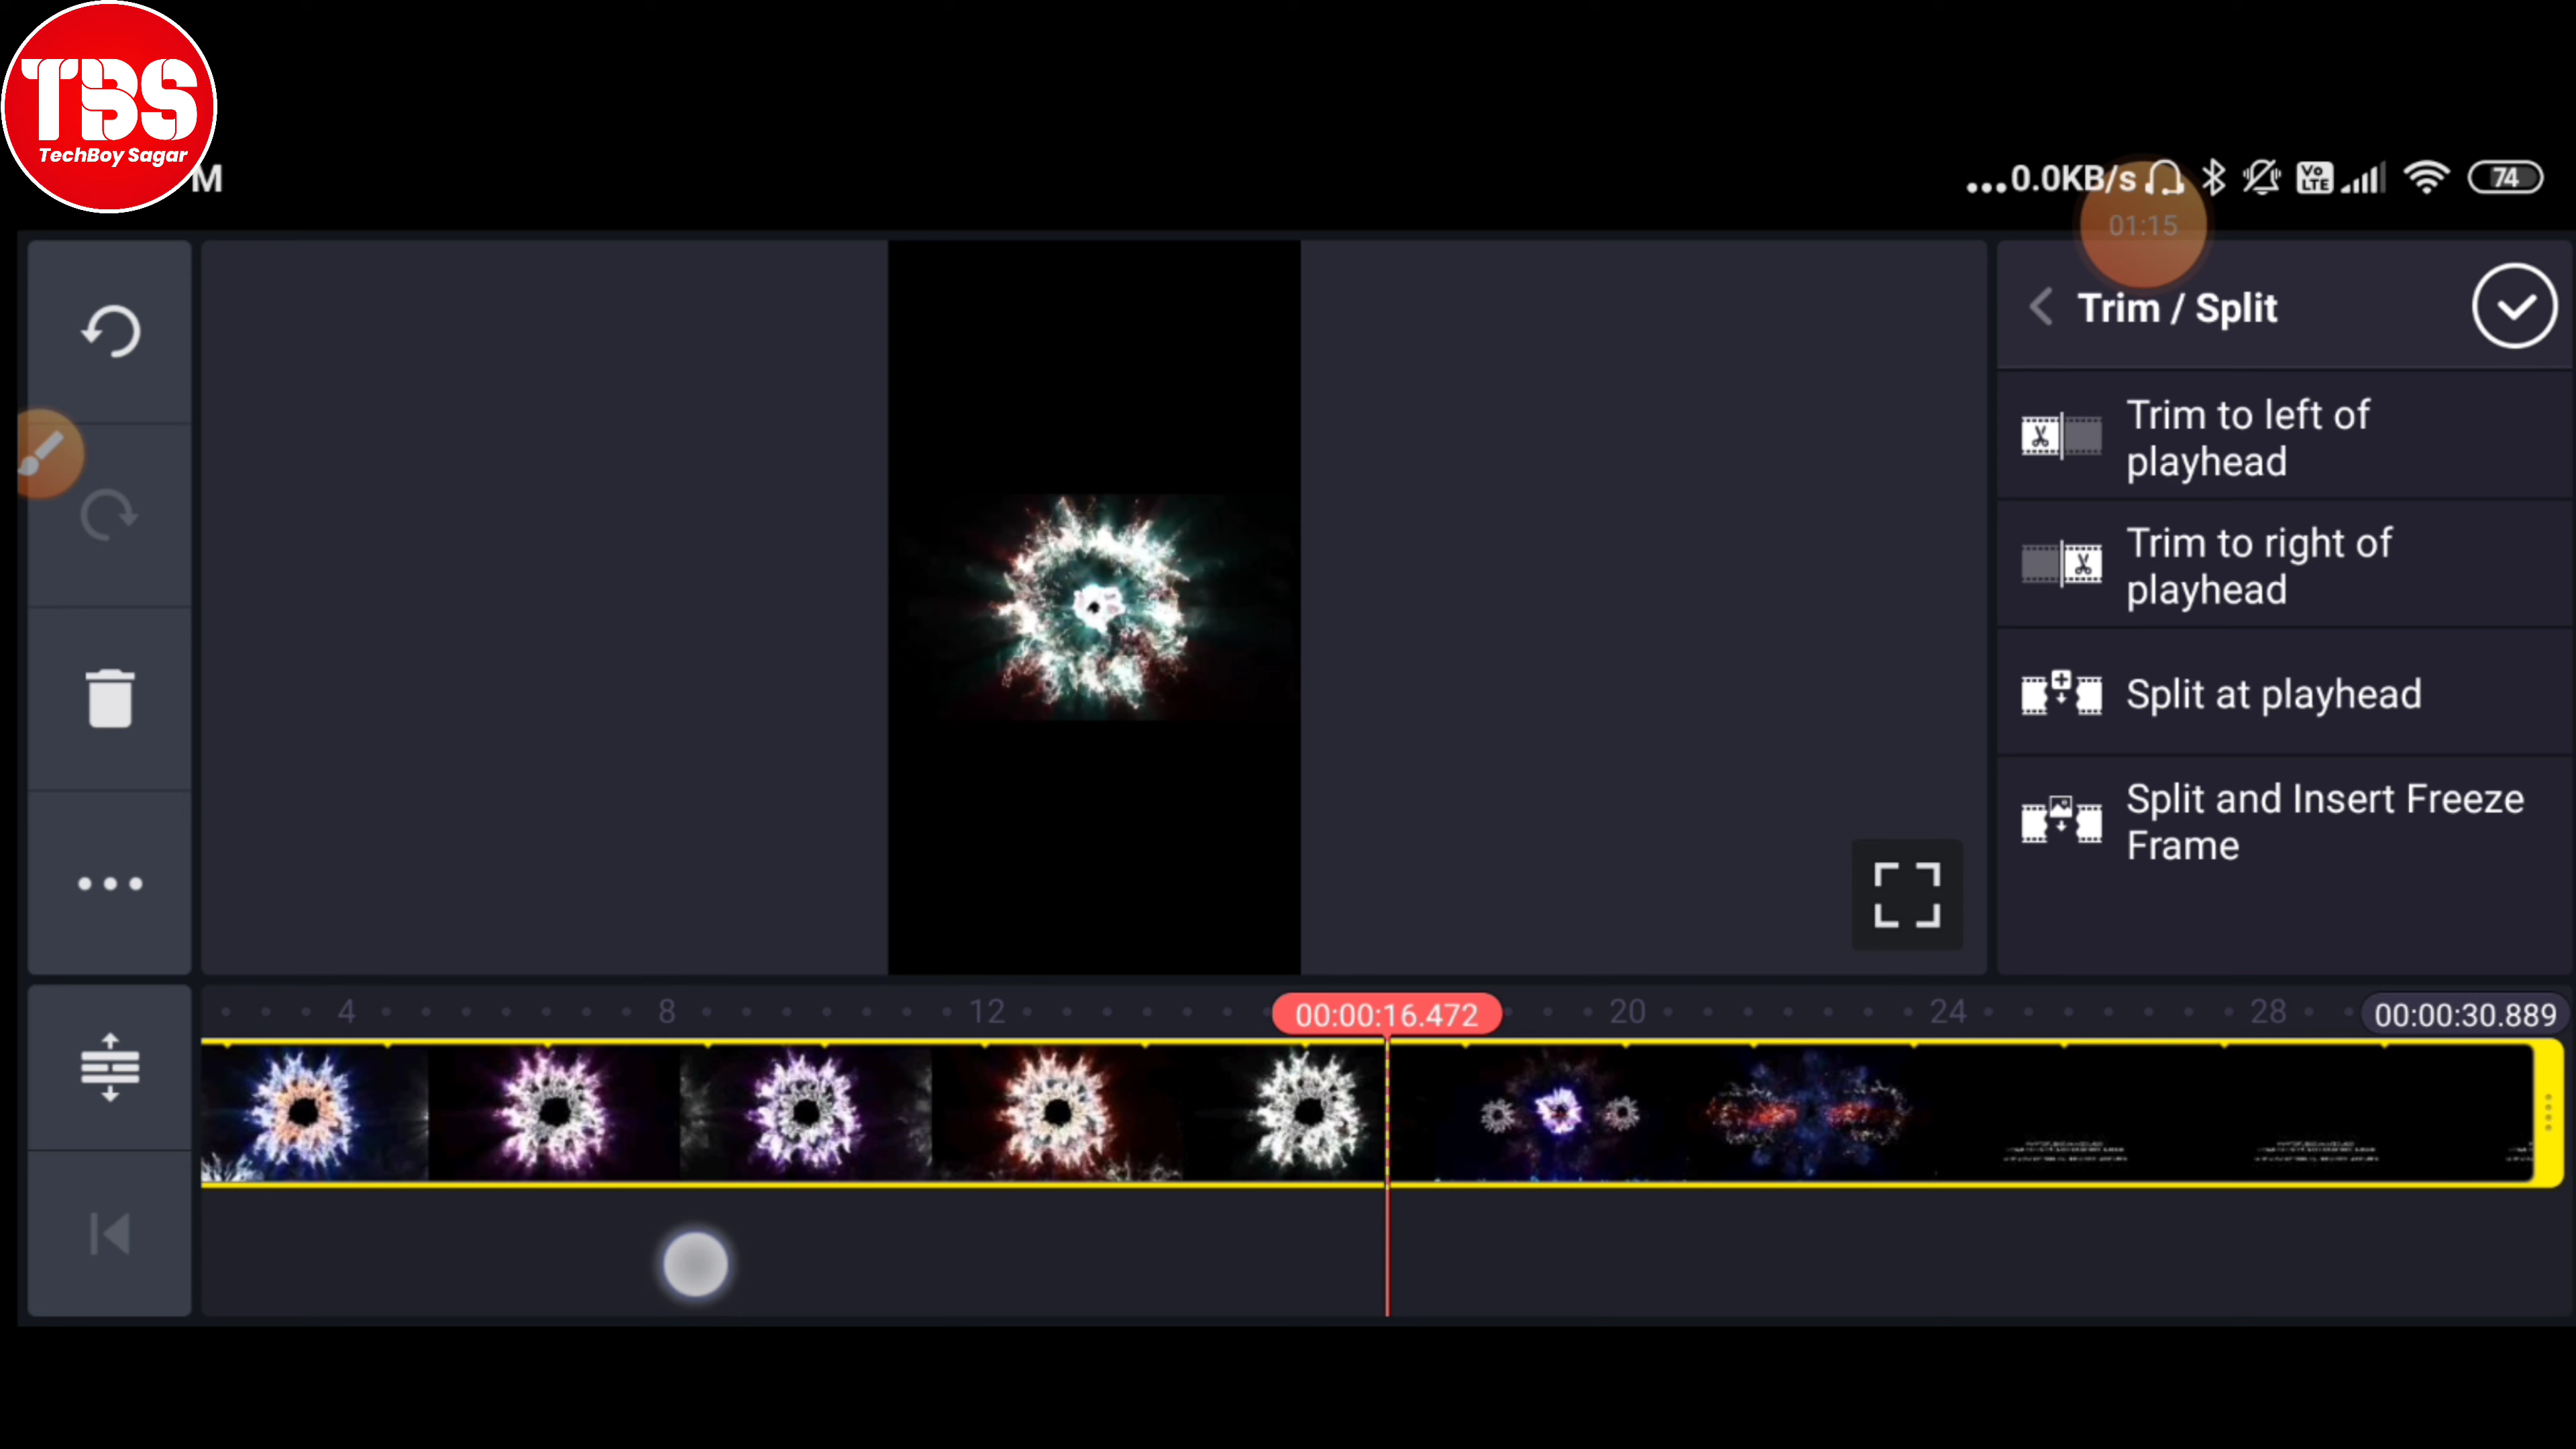 TBS
TechBoy Sagar
M
...0.0KB/s
Vo
LTE
74
01:15
Trim / Split
Trim to left of
playhead
Trim to right of
playhead
Split at playhead
Split and Insert Freeze
Frame
4
8
12
00:00:16.472
20
24
28
00:00:30.889